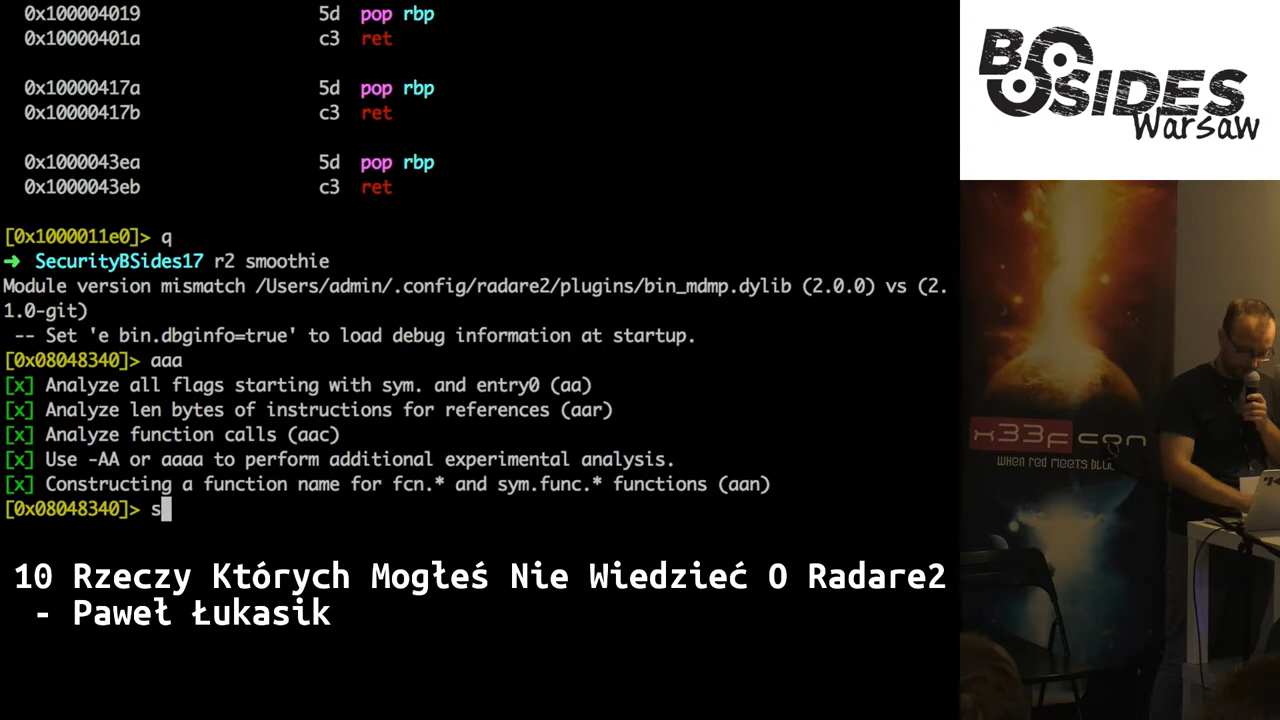 0x100004019 5d pop rbp
0x10000401a c3 ret
0x10000417a 5d pop rbp
0x10000417b c3 ret
0x1000043ea 5d pop rbp
0x1000043eb c3 ret
[0x1000011e0]> q
➜ SecurityBSides17 r2 smoothie
Module version mismatch /Users/admin/.config/radare2/plugins/bin_mdmp.dylib (2.0.0) vs (2.
1.0-git)
-- Set 'e bin.dbginfo=true' to load debug information at startup.
[0x08048340]> aaa
[x] Analyze all flags starting with sym. and entry0 (aa)
[x] Analyze len bytes of instructions for references (aar)
[x] Analyze function calls (aac)
[x] Use -AA or aaaa to perform additional experimental analysis.
[x] Constructing a function name for fcn.* and sym.func.* functions (aan)
[0x08048340]> s
10 Rzeczy Których Mogłeś Nie Wiedzieć O Radare2
- Paweł Łukasik
BSIDES
Warsaw
x33fcon
When red meets blue